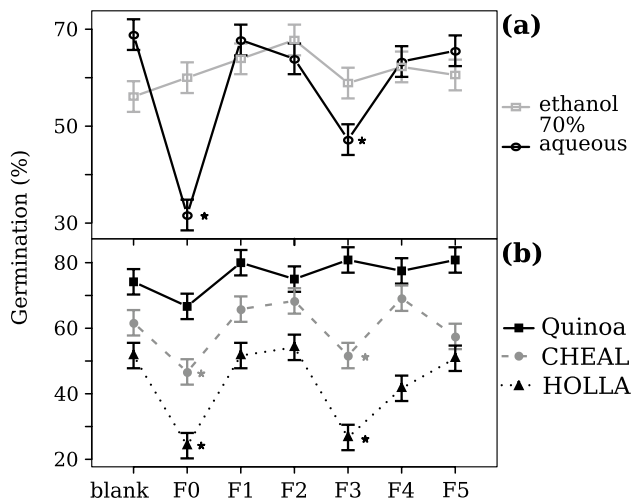 (a)
70
50
30
ethanol
70%
aqueous
Germination (%)
(b)
80
60
40
20
Quinoa
CHEAL
HOLLA
* * * * * *
blank F0 F1 F2 F3 F4 F5